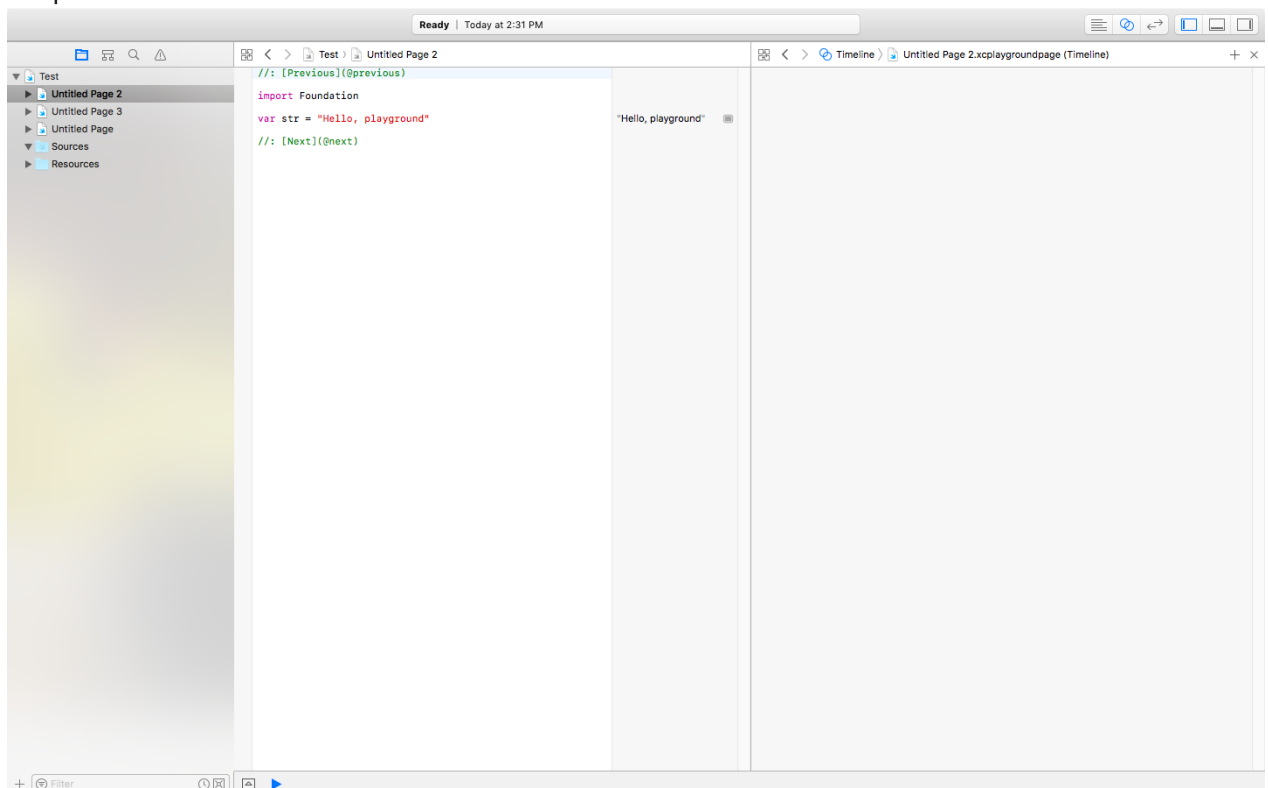 Ready | Today at 2:31 PM
Test 〉 Untitled Page 2
Timeline 〉 Untitled Page 2.xcplaygroundpage (Timeline)
Test
Untitled Page 2
Untitled Page 3
Untitled Page
Sources
Resources
//: [Previous](@previous)
import Foundation
var str = "Hello, playground"
//: [Next](@next)
"Hello, playground"
Filter